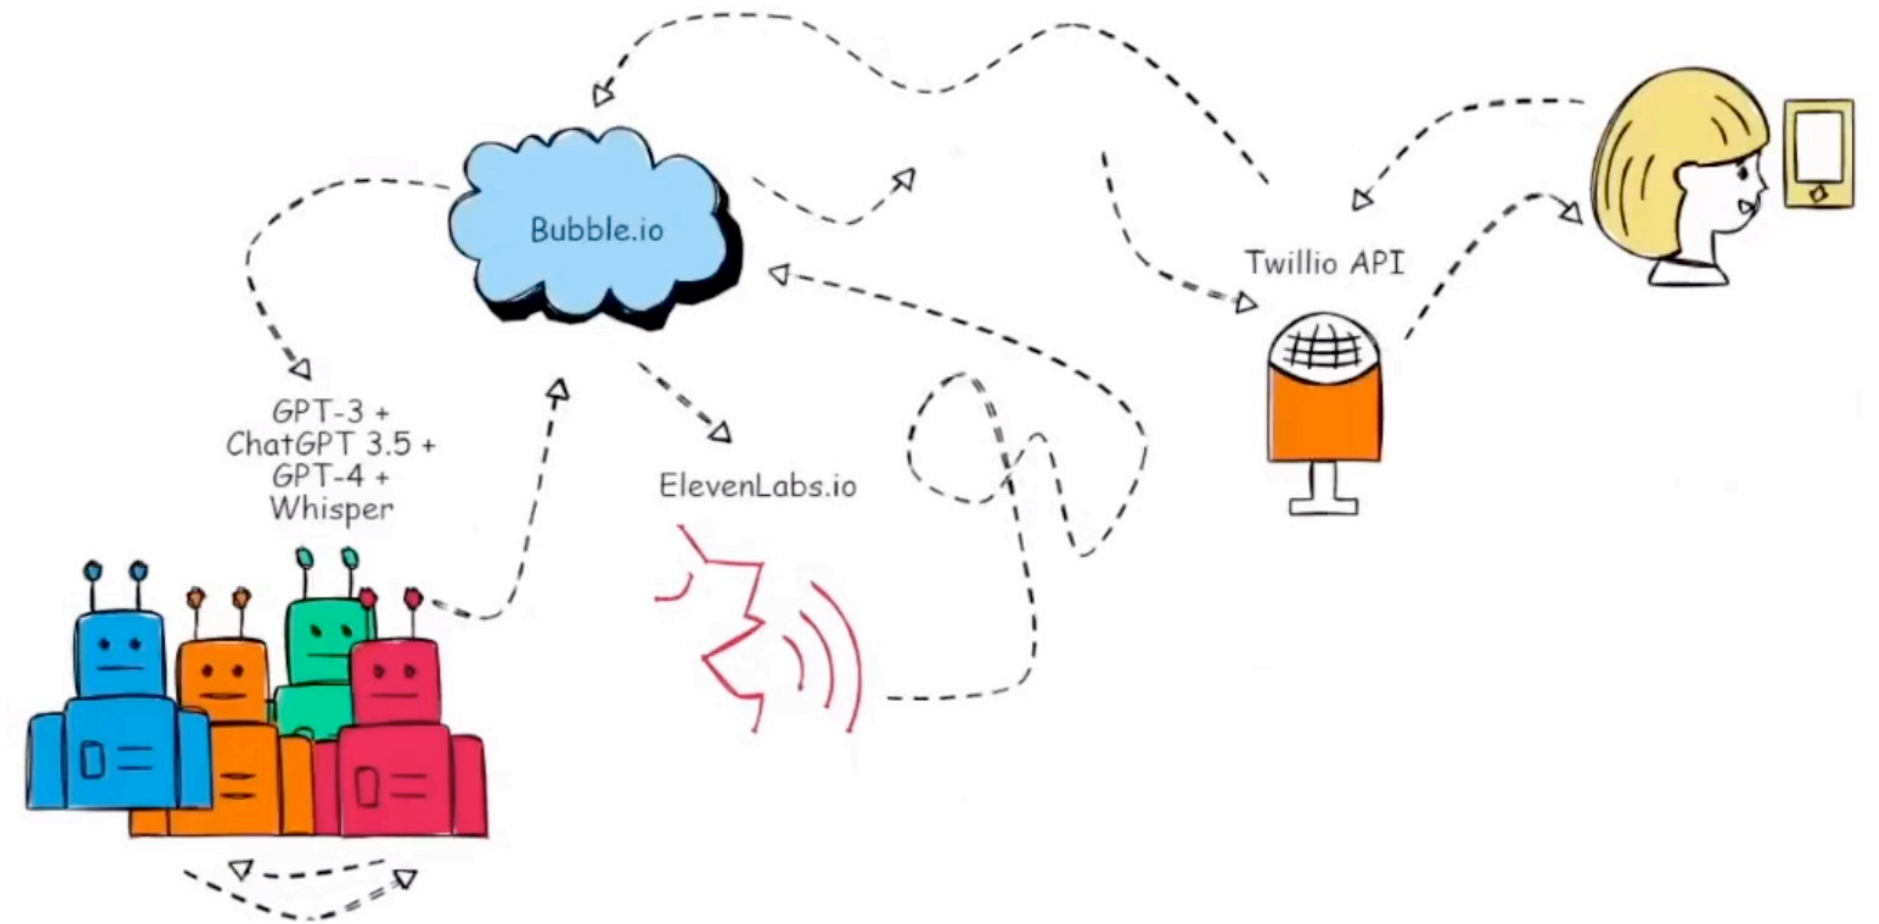 Bubble.io
Twillio API
GPT-3 +
ChatGPT 3.5 +
GPT-4 +
Whisper
ElevenLabs.io